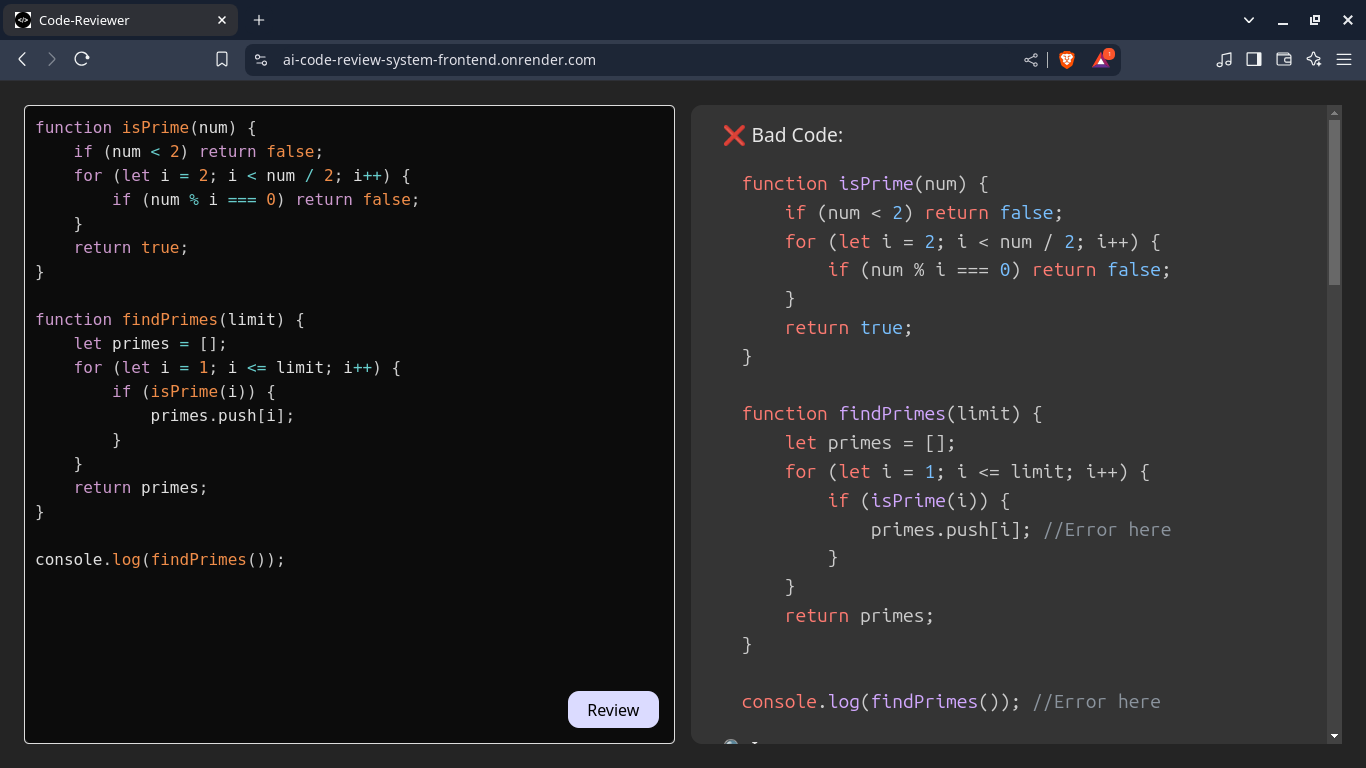 Code-Reviewer
ai-code-review-system-frontend.onrender.com
function isPrime(num) {
    if (num < 2) return false;
    for (let i = 2; i < num / 2; i++) {
        if (num % i === 0) return false;
    }
    return true;
}

function findPrimes(limit) {
    let primes = [];
    for (let i = 1; i <= limit; i++) {
        if (isPrime(i)) {
            primes.push[i];
        }
    }
    return primes;
}

console.log(findPrimes());
Review
❌ Bad Code:
function isPrime(num) {
    if (num < 2) return false;
    for (let i = 2; i < num / 2; i++) {
        if (num % i === 0) return false;
    }
    return true;
}

function findPrimes(limit) {
    let primes = [];
    for (let i = 1; i <= limit; i++) {
        if (isPrime(i)) {
            primes.push[i]; //Error here
        }
    }
    return primes;
}

console.log(findPrimes()); //Error here